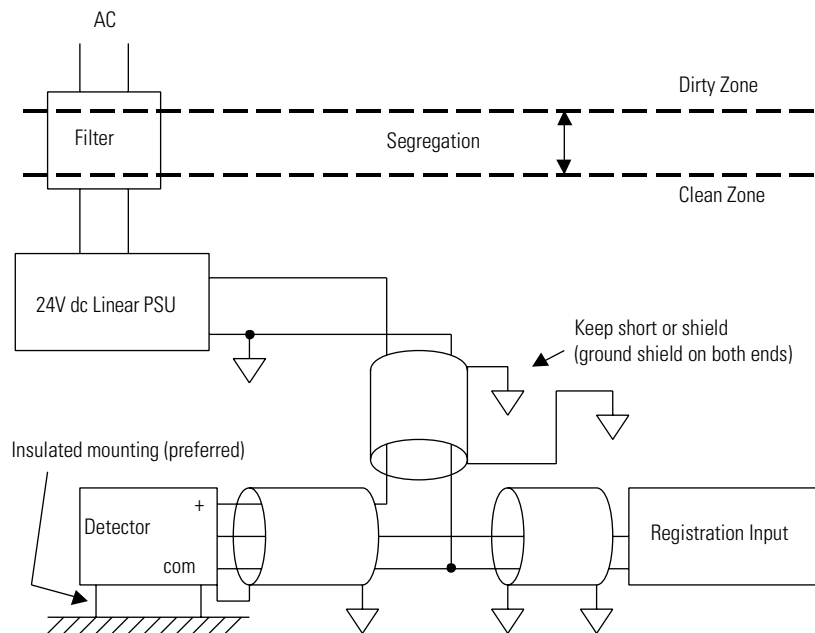 AC
Dirty Zone
Filter
Segregation
Clean Zone
24V dc Linear PSU
Keep short or shield
(ground shield on both ends)
Insulated mounting (preferred)
+
Detector
com
Registration Input